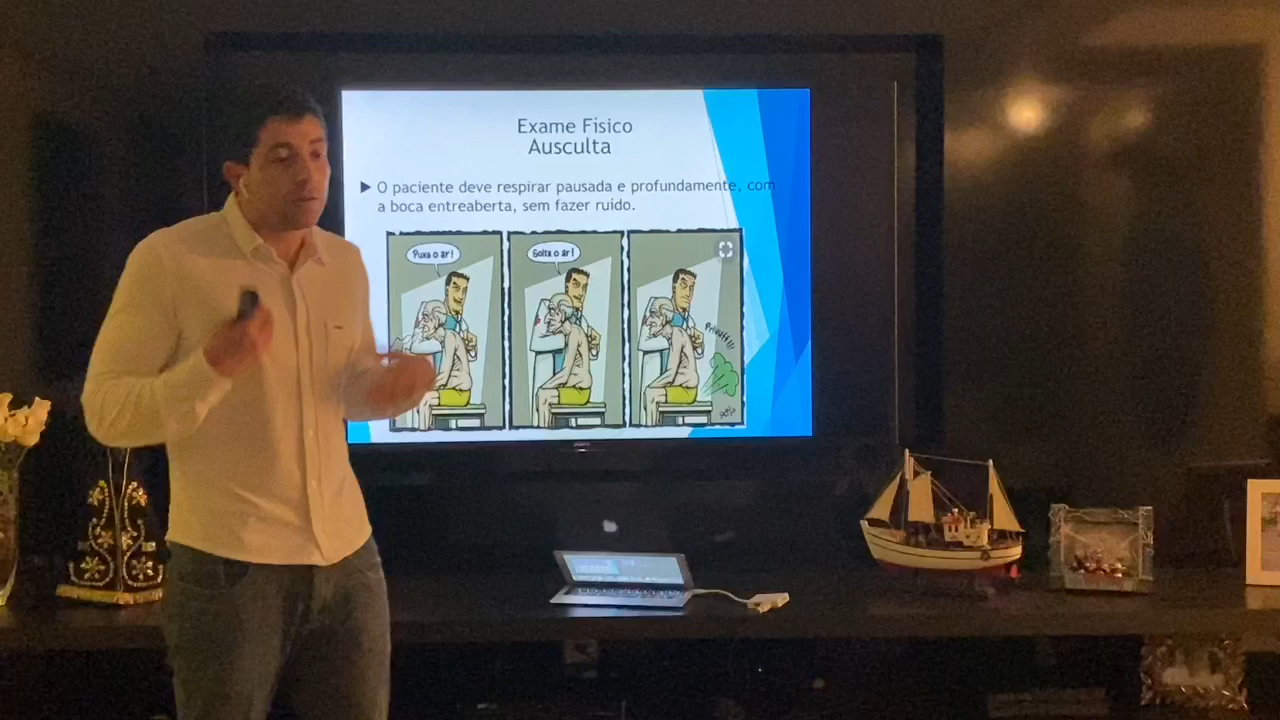 Exame Físico
Ausculta
O paciente deve respirar pausada e profundamente, com
a boca entreaberta, sem fazer ruído.
Puxa o ar!
Solta o ar!